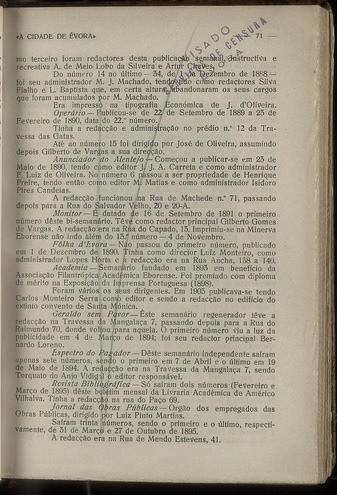 «A CIDADE DE ÉVORA»
71 —
VISADO
CENSURA
mo terceiro foram redactores desta publicação semanal, instructiva e
recreativa A. de Melo Lobo da Silveira e Artur Chaves.
Do número 14 ao último — 34, de 1 de Dezembro de 1888 —
foi seu administrador M. J. Machado, tendo como redactores Silva
Fialho e L. Baptista que, em certa altura abandonaram os seus cargos
que foram acumulados por M. Machado.
Era impresso na tipografia Económica de J. d'Oliveira.
Operário — Publicou-se de 22 de Setembro de 1889 a 23 de
Fevereiro de 1890, data do 22.º número.
Tinha a redacção e administração no prédio n.º 12 da Tra-
vessa das Gatas.
Até ao número 15 foi dirigido por José de Oliveira, assumindo
depois Gilberto de Vargas a sua direcção.
Anunciador do Alentejo — Começou a publicar-se em 25 de
Maio de 1890, tendo como editor J. J. A. Carreta e como administrador
F. Luiz de Oliveira. No número 6 passou a ser propriedade de Henrique
Freire, tendo então como editor M. Matias e como administrador Isidoro
Pires Candeias.
A redacção funcionou na Rua de Machede n.º 71, passando
depois para a Rua do Salvador Velho, 20 e 20-A.
Monitor — É datado de 16 de Setembro de 1891 o primeiro
número dêste bi-semanário. Têve como redactor principal Gilberto Gomes
de Vargas. A redacção era na Rua do Capado, 15. Imprimiu-se na Minerva
Eborense não indo além do 15.º número — 4 de Novembro.
Fôlha d'Evora — Não passou do primeiro número, publicado
em 1 de Dezembro de 1890. Tinha como director Luiz Monteiro, como
administrador Lopes Horta e a redacção era na Rua Ancha, 158 a 140.
Academia — Semanário fundado em 1895 em benefício da
Associação Filantrópica Académica Eborense. Foi premiado com diploma
de mérito na Exposição da Imprensa Portuguesa (1898).
Foram vários os seus dirigentes. Em 1905 publicava-se tendo
Carlos Monteiro Serra como editor e sendo a redacção no edifício do
extinto convento de Santa Mónica.
Geraldo sem Pavor — Êste semanário regenerador têve a
redacção na Travessa da Mangalaça 7, passando depois para a Rua do
Raimundo 70, donde voltou para aquela. O primeiro número viu a luz da
publicidade em 4 de Março de 1894; foi seu redactor principal Ber-
nardo Loreno.
Espectro do Pagador — Dêste semanário independente saíram
apenas sete números, sendo o primeiro em 7 de Abril e o último em 19
de Maio de 1894. A redacção era na Travessa da Mangalaça 7, sendo
Torquato do Anjo Vidigal o editor responsável.
Revista Bibliográfica — Só saíram dois números (Fevereiro e
Março de 1895) dêste boletim mensal da Livraria Académica de Américo
Vilhalva. Tinha a redacção na rua do Paço 69.
Jornal das Obras Públicas — Orgão dos empregados das
Obras Públicas, dirigido por Luiz Pinto Martins.
Saíram trinta números, sendo o primeiro e o último, respecti-
vamente, de 31 de Março e 27 de Outubro de 1895.
A redacção era na Rua de Mendo Estevens, 41.